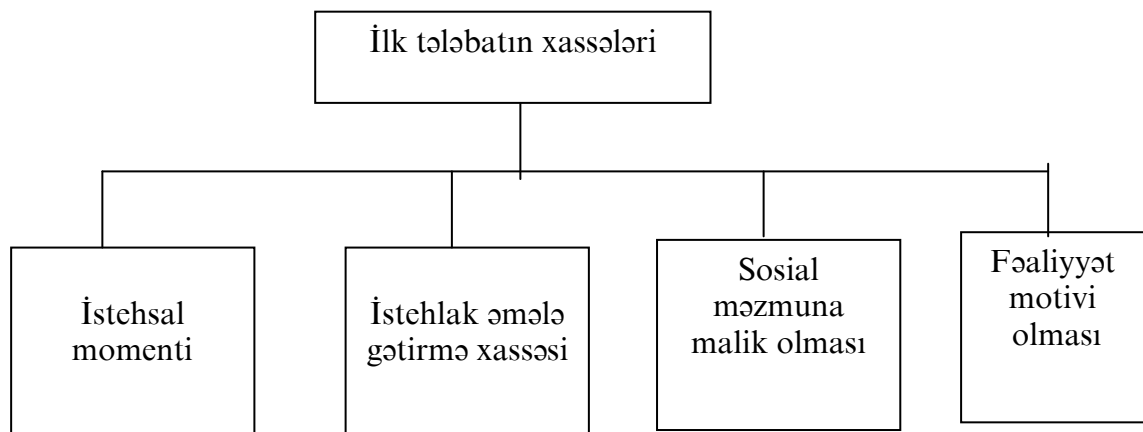 İlk tələbatın xassələri
İstehsal
momenti
İstehlak əmələ
gətirmə xassəsi
Sosial
məzmuna
malik olması
Fəaliyyət
motivi
olması